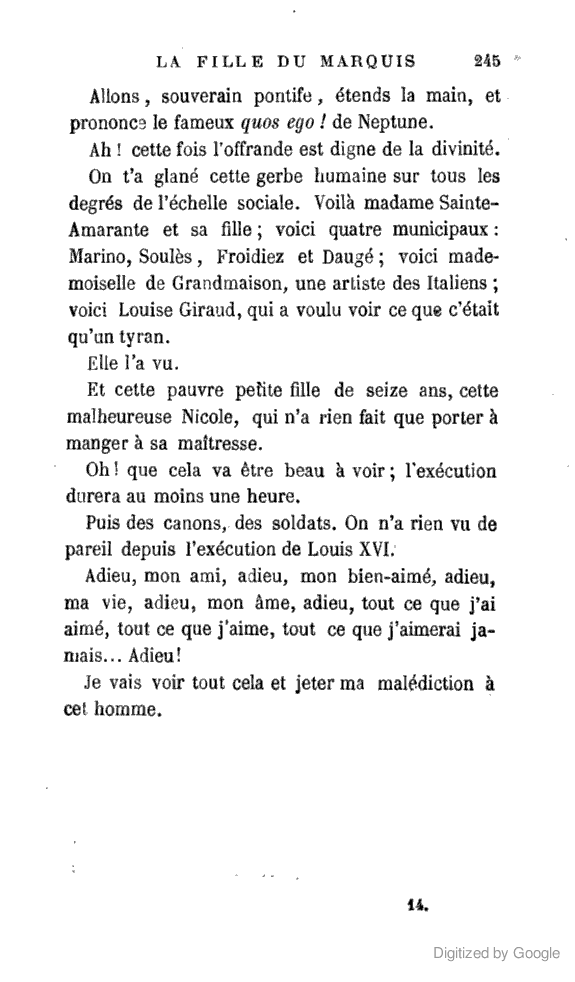 LA FILLE DU MARQUIS 245
Allons, souverain pontife, étends la main, et
prononce le fameux quos ego ! de Neptune.
Ah ! cette fois l'offrande est digne de la divinité.
On t'a glané cette gerbe humaine sur tous les
degrés de l'échelle sociale. Voilà madame Sainte-
Amarante et sa fille ; voici quatre municipaux :
Marino, Soulès, Froidiez et Daugé ; voici made-
moiselle de Grandmaison, une artiste des Italiens ;
voici Louise Giraud, qui a voulu voir ce que c'était
qu'un tyran.
Elle l'a vu.
Et cette pauvre petite fille de seize ans, cette
malheureuse Nicole, qui n'a rien fait que porter à
manger à sa maîtresse.
Oh ! que cela va être beau à voir ; l'exécution
durera au moins une heure.
Puis des canons, des soldats. On n'a rien vu de
pareil depuis l'exécution de Louis XVI.
Adieu, mon ami, adieu, mon bien-aimé, adieu,
ma vie, adieu, mon âme, adieu, tout ce que j'ai
aimé, tout ce que j'aime, tout ce que j'aimerai ja-
mais... Adieu !
Je vais voir tout cela et jeter ma malédiction à
cet homme.
14.
Digitized by Google